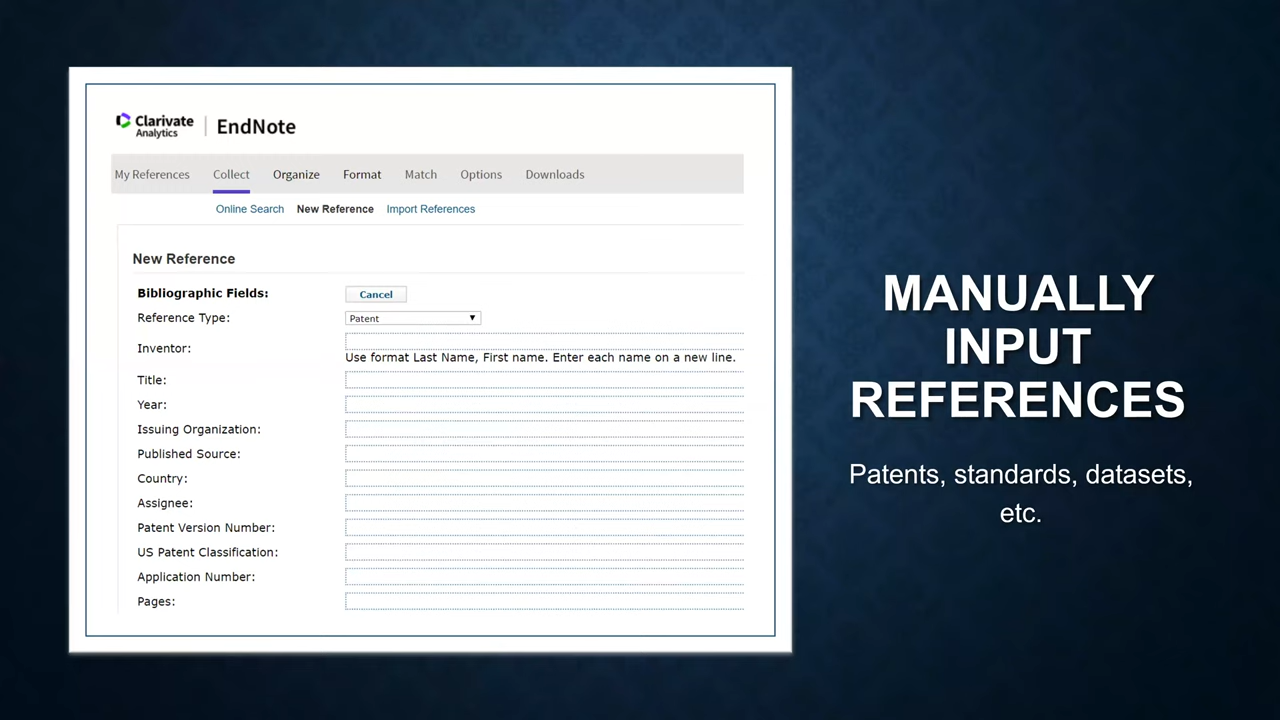 Clarivate
Analytics
EndNote
My References Collect Organize Format Match Options Downloads
Online Search New Reference Import References
New Reference
Bibliographic Fields: Cancel
Reference Type: Patent
Inventor:
Use format Last Name, First name. Enter each name on a new line.
Title:
Year:
Issuing Organization:
Published Source:
Country:
Assignee:
Patent Version Number:
US Patent Classification:
Application Number:
Pages:
MANUALLY
INPUT
REFERENCES
Patents, standards, datasets,
etc.